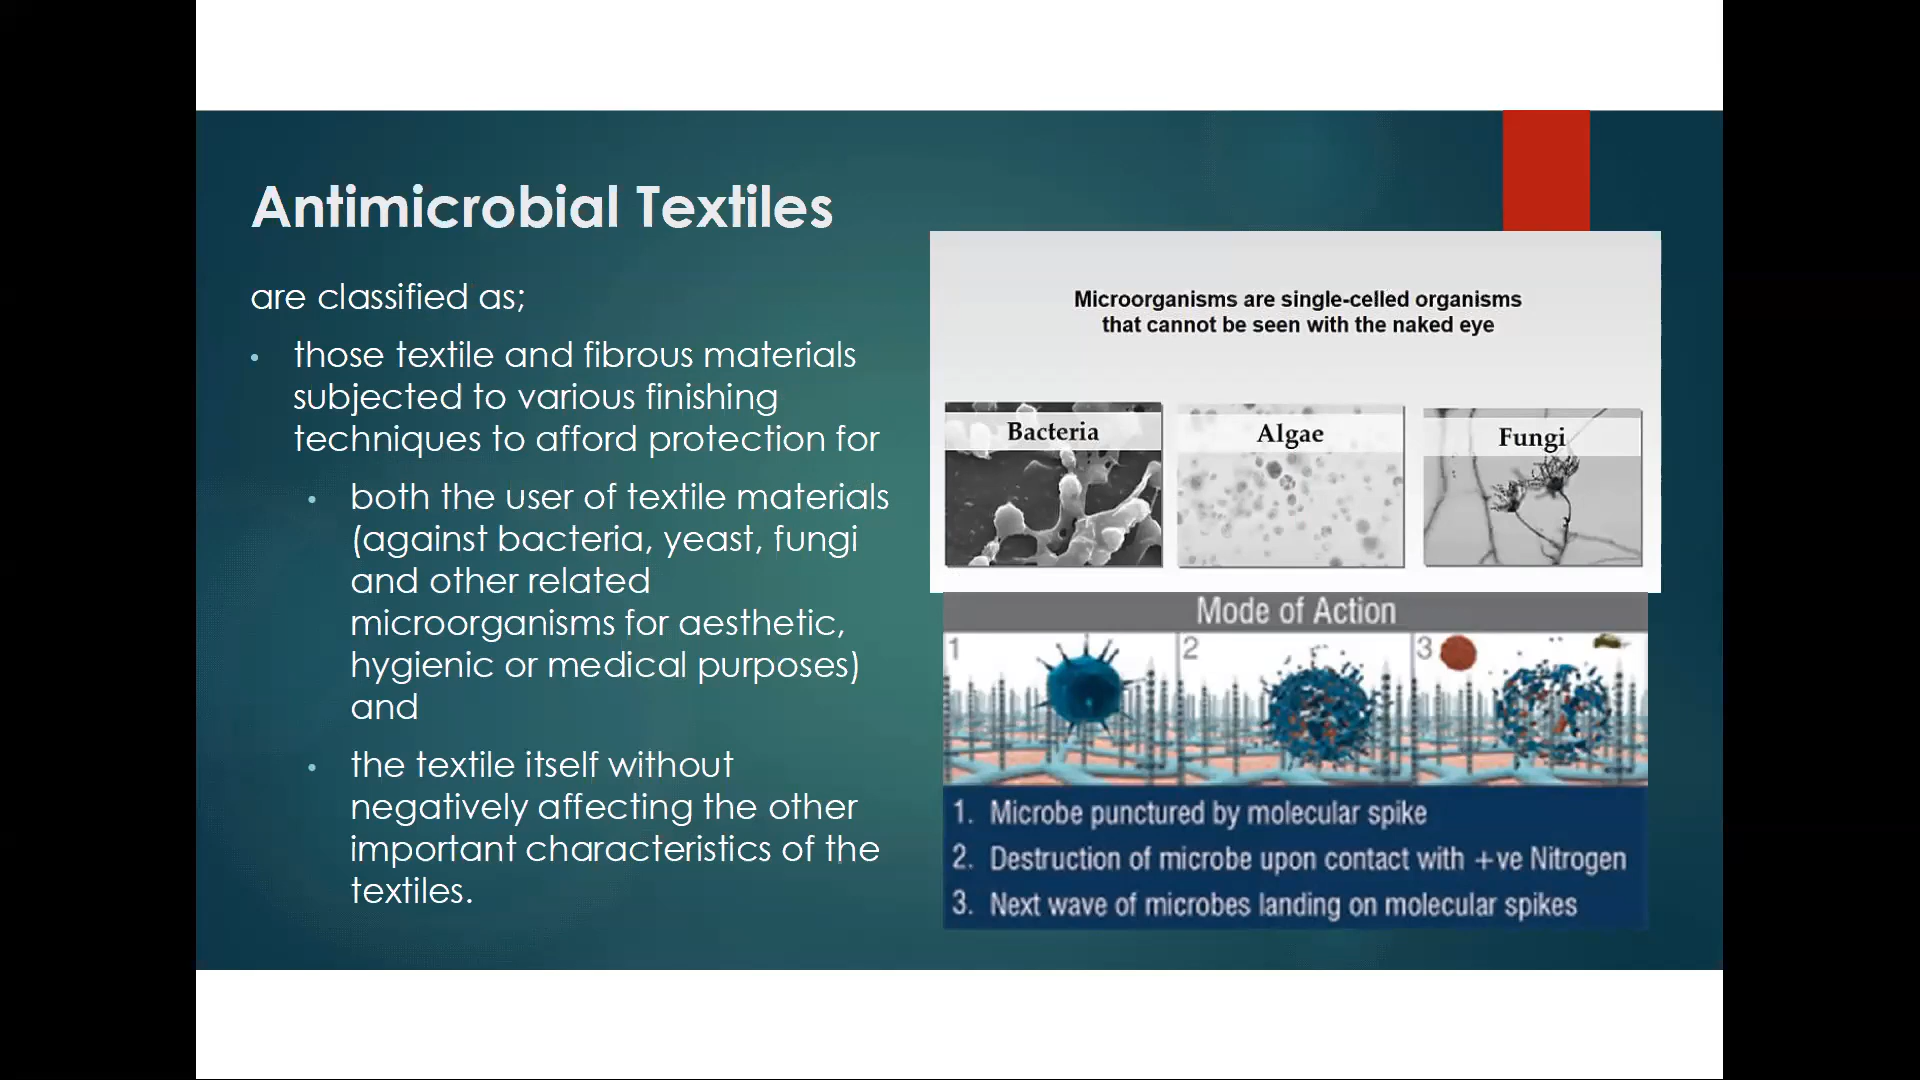 Antimicrobial Textiles
are classified as;
• those textile and fibrous materials
subjected to various finishing
techniques to afford protection for
• both the user of textile materials
(against bacteria, yeast, fungi
and other related
microorganisms for aesthetic,
hygienic or medical purposes)
and
• the textile itself without
negatively affecting the other
important characteristics of the
textiles.
Microorganisms are single-celled organisms
that cannot be seen with the naked eye
Bacteria
Algae
Fungi
Mode of Action
1
2
3
1. Microbe punctured by molecular spike
2. Destruction of microbe upon contact with +ve Nitrogen
3. Next wave of microbes landing on molecular spikes